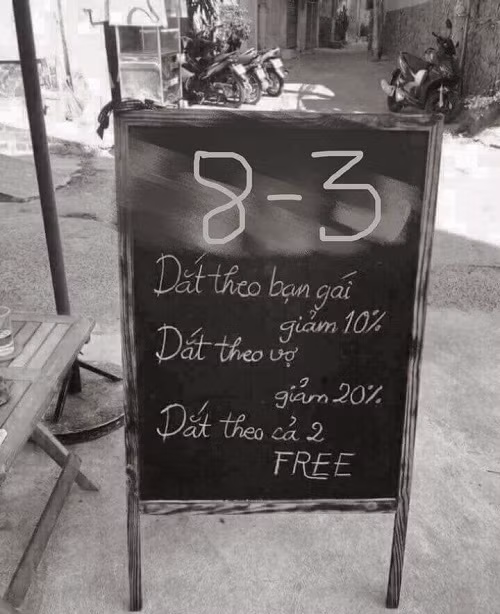 8-3
Dắt theo bạn gái
giảm 10%
Dắt theo vợ
giảm 20%
Dắt theo cả 2
FREE